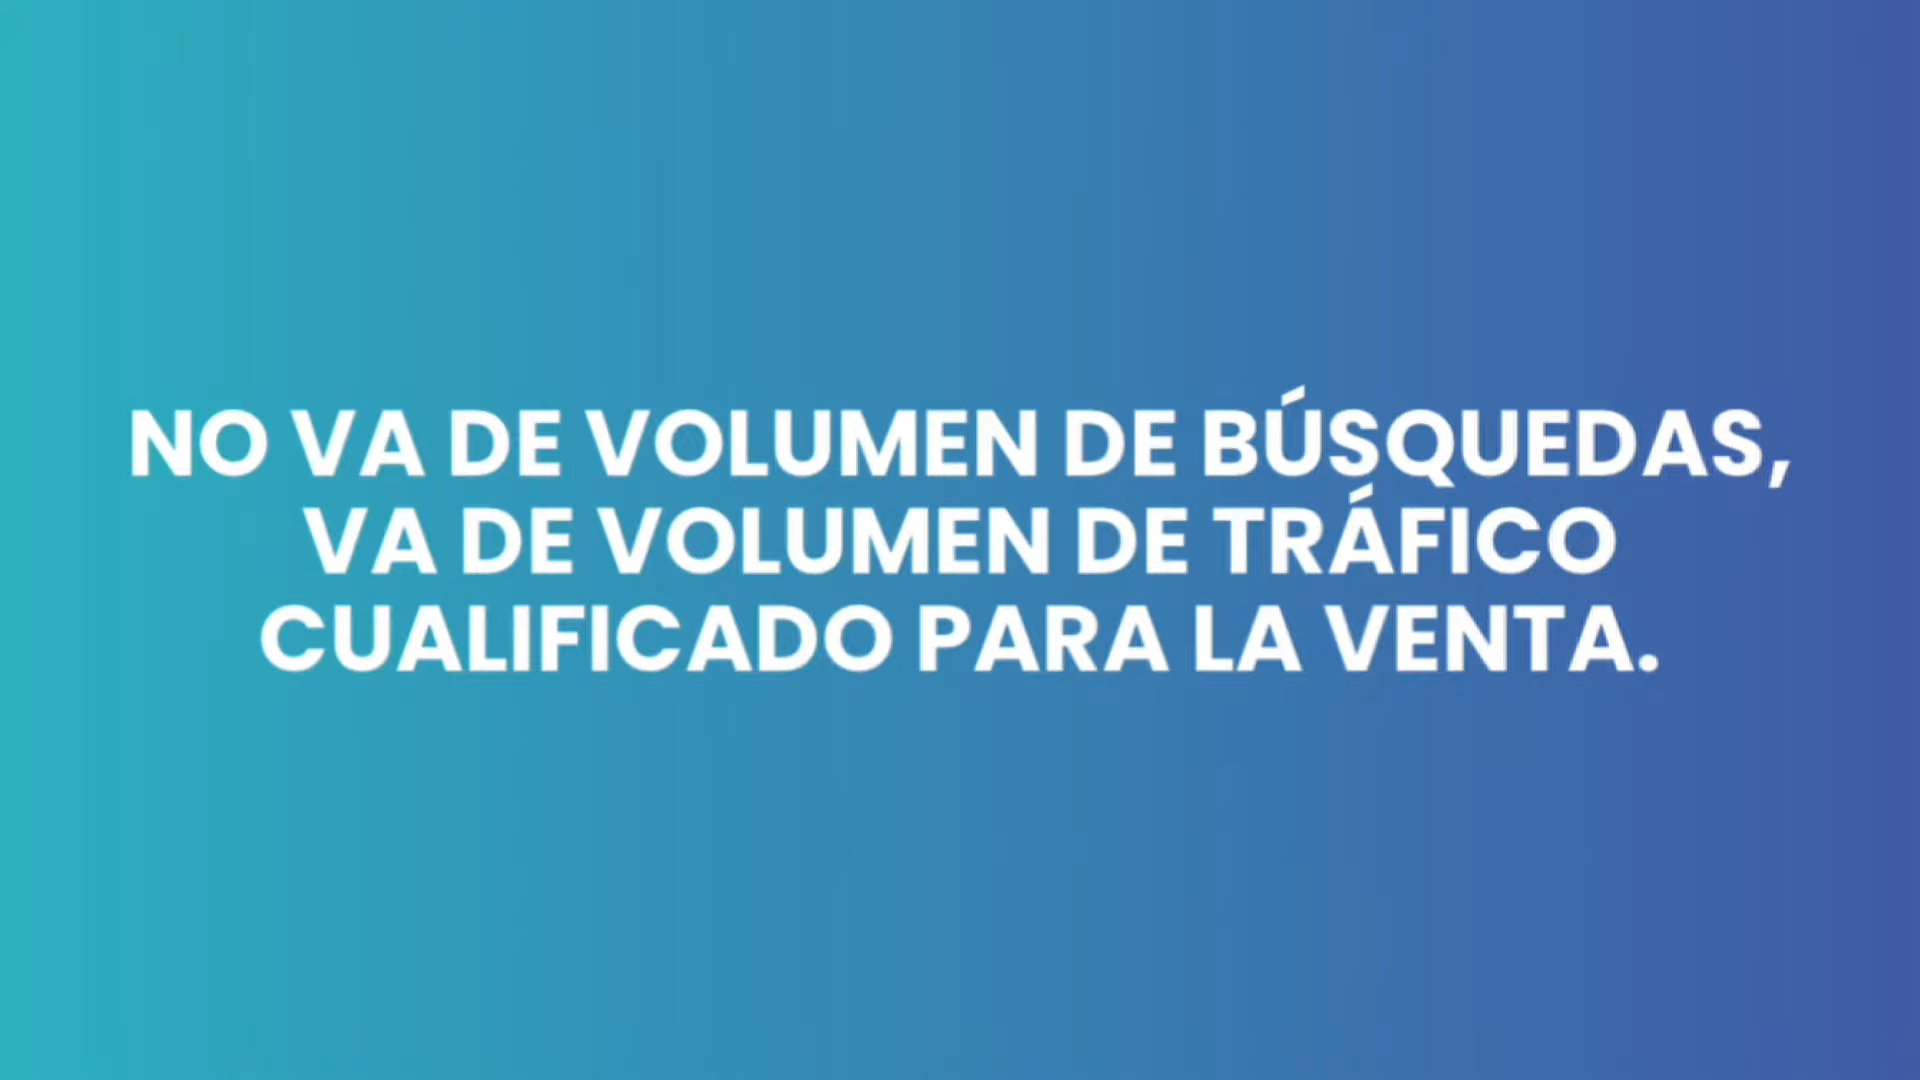 NO VA DE VOLUMEN DE BÚSQUEDAS,
VA DE VOLUMEN DE TRÁFICO
CUALIFICADO PARA LA VENTA.